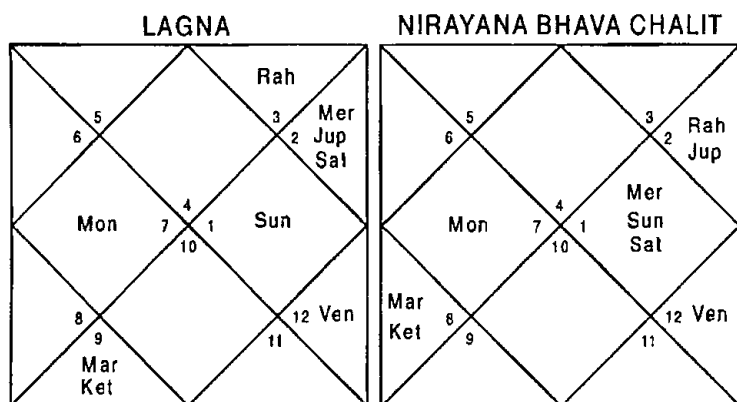 LAGNA
Rah
5
3
6
2
Mer
Jup
Sat
4
Mon
7
1
Sun
10
8
12
Ven
9
11
Mar
Ket
NIRAYANA BHAVA CHALIT
5
3
6
2
Rah
Jup
4
Mon
7
1
Mer
Sun
Sat
10
Mar
Ket
8
12
Ven
9
11